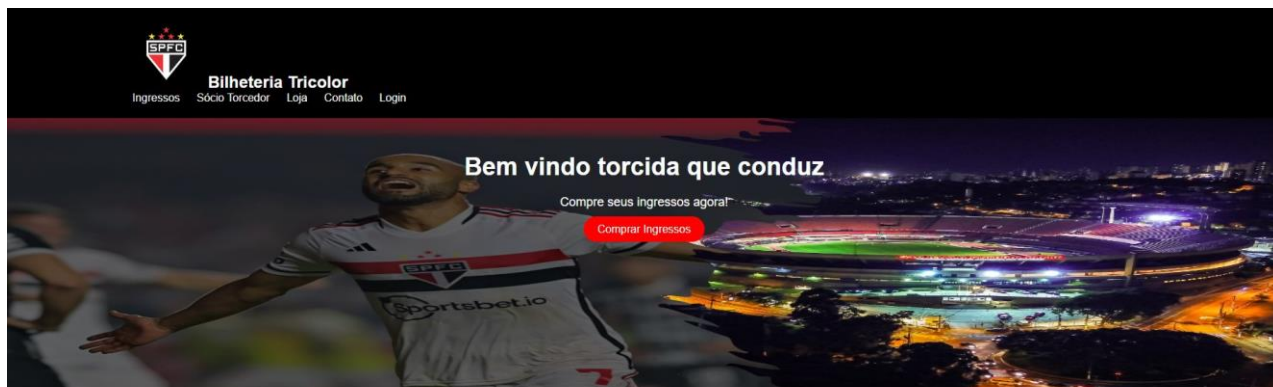 SPFC
Bilheteria Tricolor
Ingressos Sócio Torcedor Loja Contato Login
Bem vindo torcida que conduz
Compre seus ingressos agora!
Comprar Ingressos
SPFC
Sportsbet.io
7